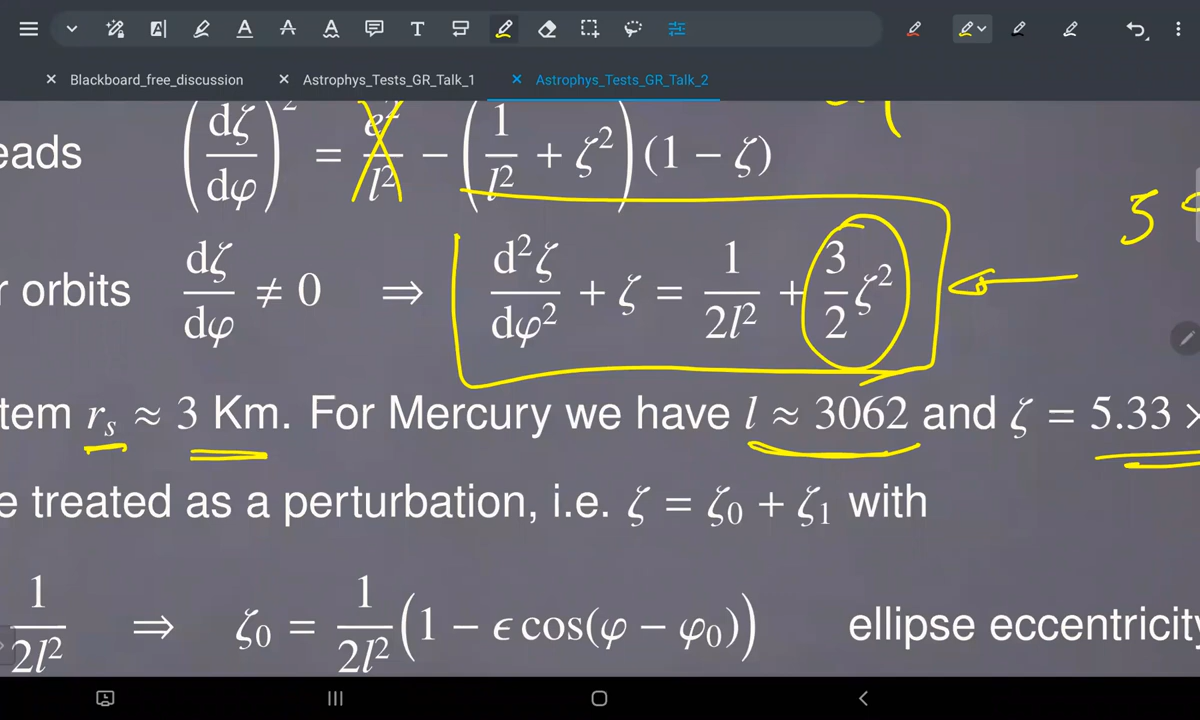 Blackboard_free_discussion Astrophys_Tests_GR_Talk_1 Astrophys_Tests_GR_Talk_2
eads (dζ/dφ)² = e²/l² − (1/l² + ζ²)(1 − ζ)
r orbits dζ/dφ ≠ 0 ⇒ d²ζ/dφ² + ζ = 1/2l² + 3/2 ζ²
tem rₛ ≈ 3 Km. For Mercury we have l ≈ 3062 and ζ = 5.33 ×
e treated as a perturbation, i.e. ζ = ζ₀ + ζ₁ with
1/2l² ⇒ ζ₀ = 1/2l² (1 − ϵ cos(φ − φ₀)) ellipse eccentricity